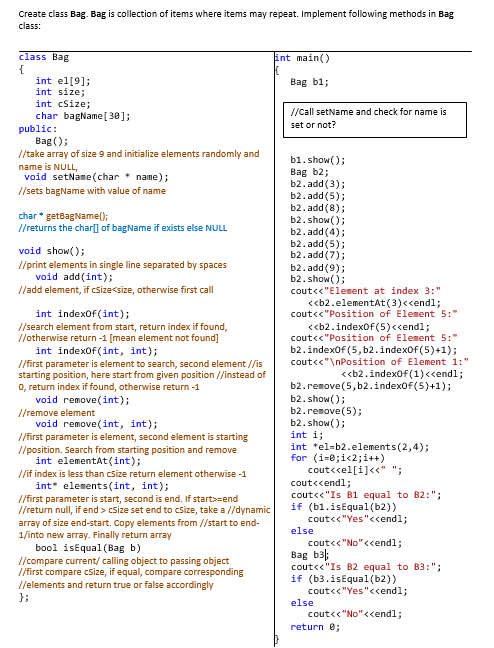 Create class Bag. Bag is collection of items where items may repeat. Implement following methods in Bag
class:
class Bag
{
int el[9];
int size;
int cSize;
char bagName[30];
public:
Bag();
//take array of size 9 and initialize elements randomly and
name is NULL,
void setName(char * name);
//sets bagName with value of name
char * getBagName();
//returns the char[] of bagName if exists else NULL
void show();
//print elements in single line separated by spaces
void add(int);
//add element, if cSize<size, otherwise first call
int indexOf(int);
//search element from start, return index if found,
//otherwise return -1 [mean element not found]
int indexOf(int, int);
//first parameter is element to search, second element //is
starting position, here start from given position //instead of
0, return index if found, otherwise return -1
void remove(int);
//remove element
void remove(int, int);
//first parameter is element, second element is starting
//position. Search from starting position and remove
int elementAt(int);
//if index is less than cSize return element otherwise -1
int* elements(int, int);
//first parameter is start, second is end. If start>=end
//return null, if end > cSize set end to cSize, take a //dynamic
array of size end-start. Copy elements from //start to end-
1/into new array. Finally return array
bool isEqual(Bag b)
//compare current/ calling object to passing object
//first compare cSize, if equal, compare corresponding
//elements and return true or false accordingly
};
int main()
{
Bag b1;
//Call setName and check for name is
set or not?
b1.show();
Bag b2;
b2.add(3);
b2.add(5);
b2.add(8);
b2.show();
b2.add(4);
b2.add(5);
b2.add(7);
b2.add(9);
b2.show();
cout<<"Element at index 3:"
<<b2.elementAt(3)<<endl;
cout<<"Position of Element 5:"
<<b2.indexOf(5)<<endl;
cout<<"Position of Element 5:"
b2.indexOf(5,b2.indexOf(5)+1);
cout<<"\nPosition of Element 1:"
<<b2.indexOf(1)<<endl;
b2.remove(5,b2.indexOf(5)+1);
b2.show();
b2.remove(5);
b2.show();
int i;
int *el=b2.elements(2,4);
for (i=0;i<2;i++)
cout<<el[i]<<" ";
cout<<endl;
cout<<"Is B1 equal to B2:";
if (b1.isEqual(b2))
cout<<"Yes"<<endl;
else
cout<<"No"<<endl;
Bag b3;
cout<<"Is B2 equal to B3:";
if (b3.isEqual(b2))
cout<<"Yes"<<endl;
else
cout<<"No"<<endl;
return 0;
}